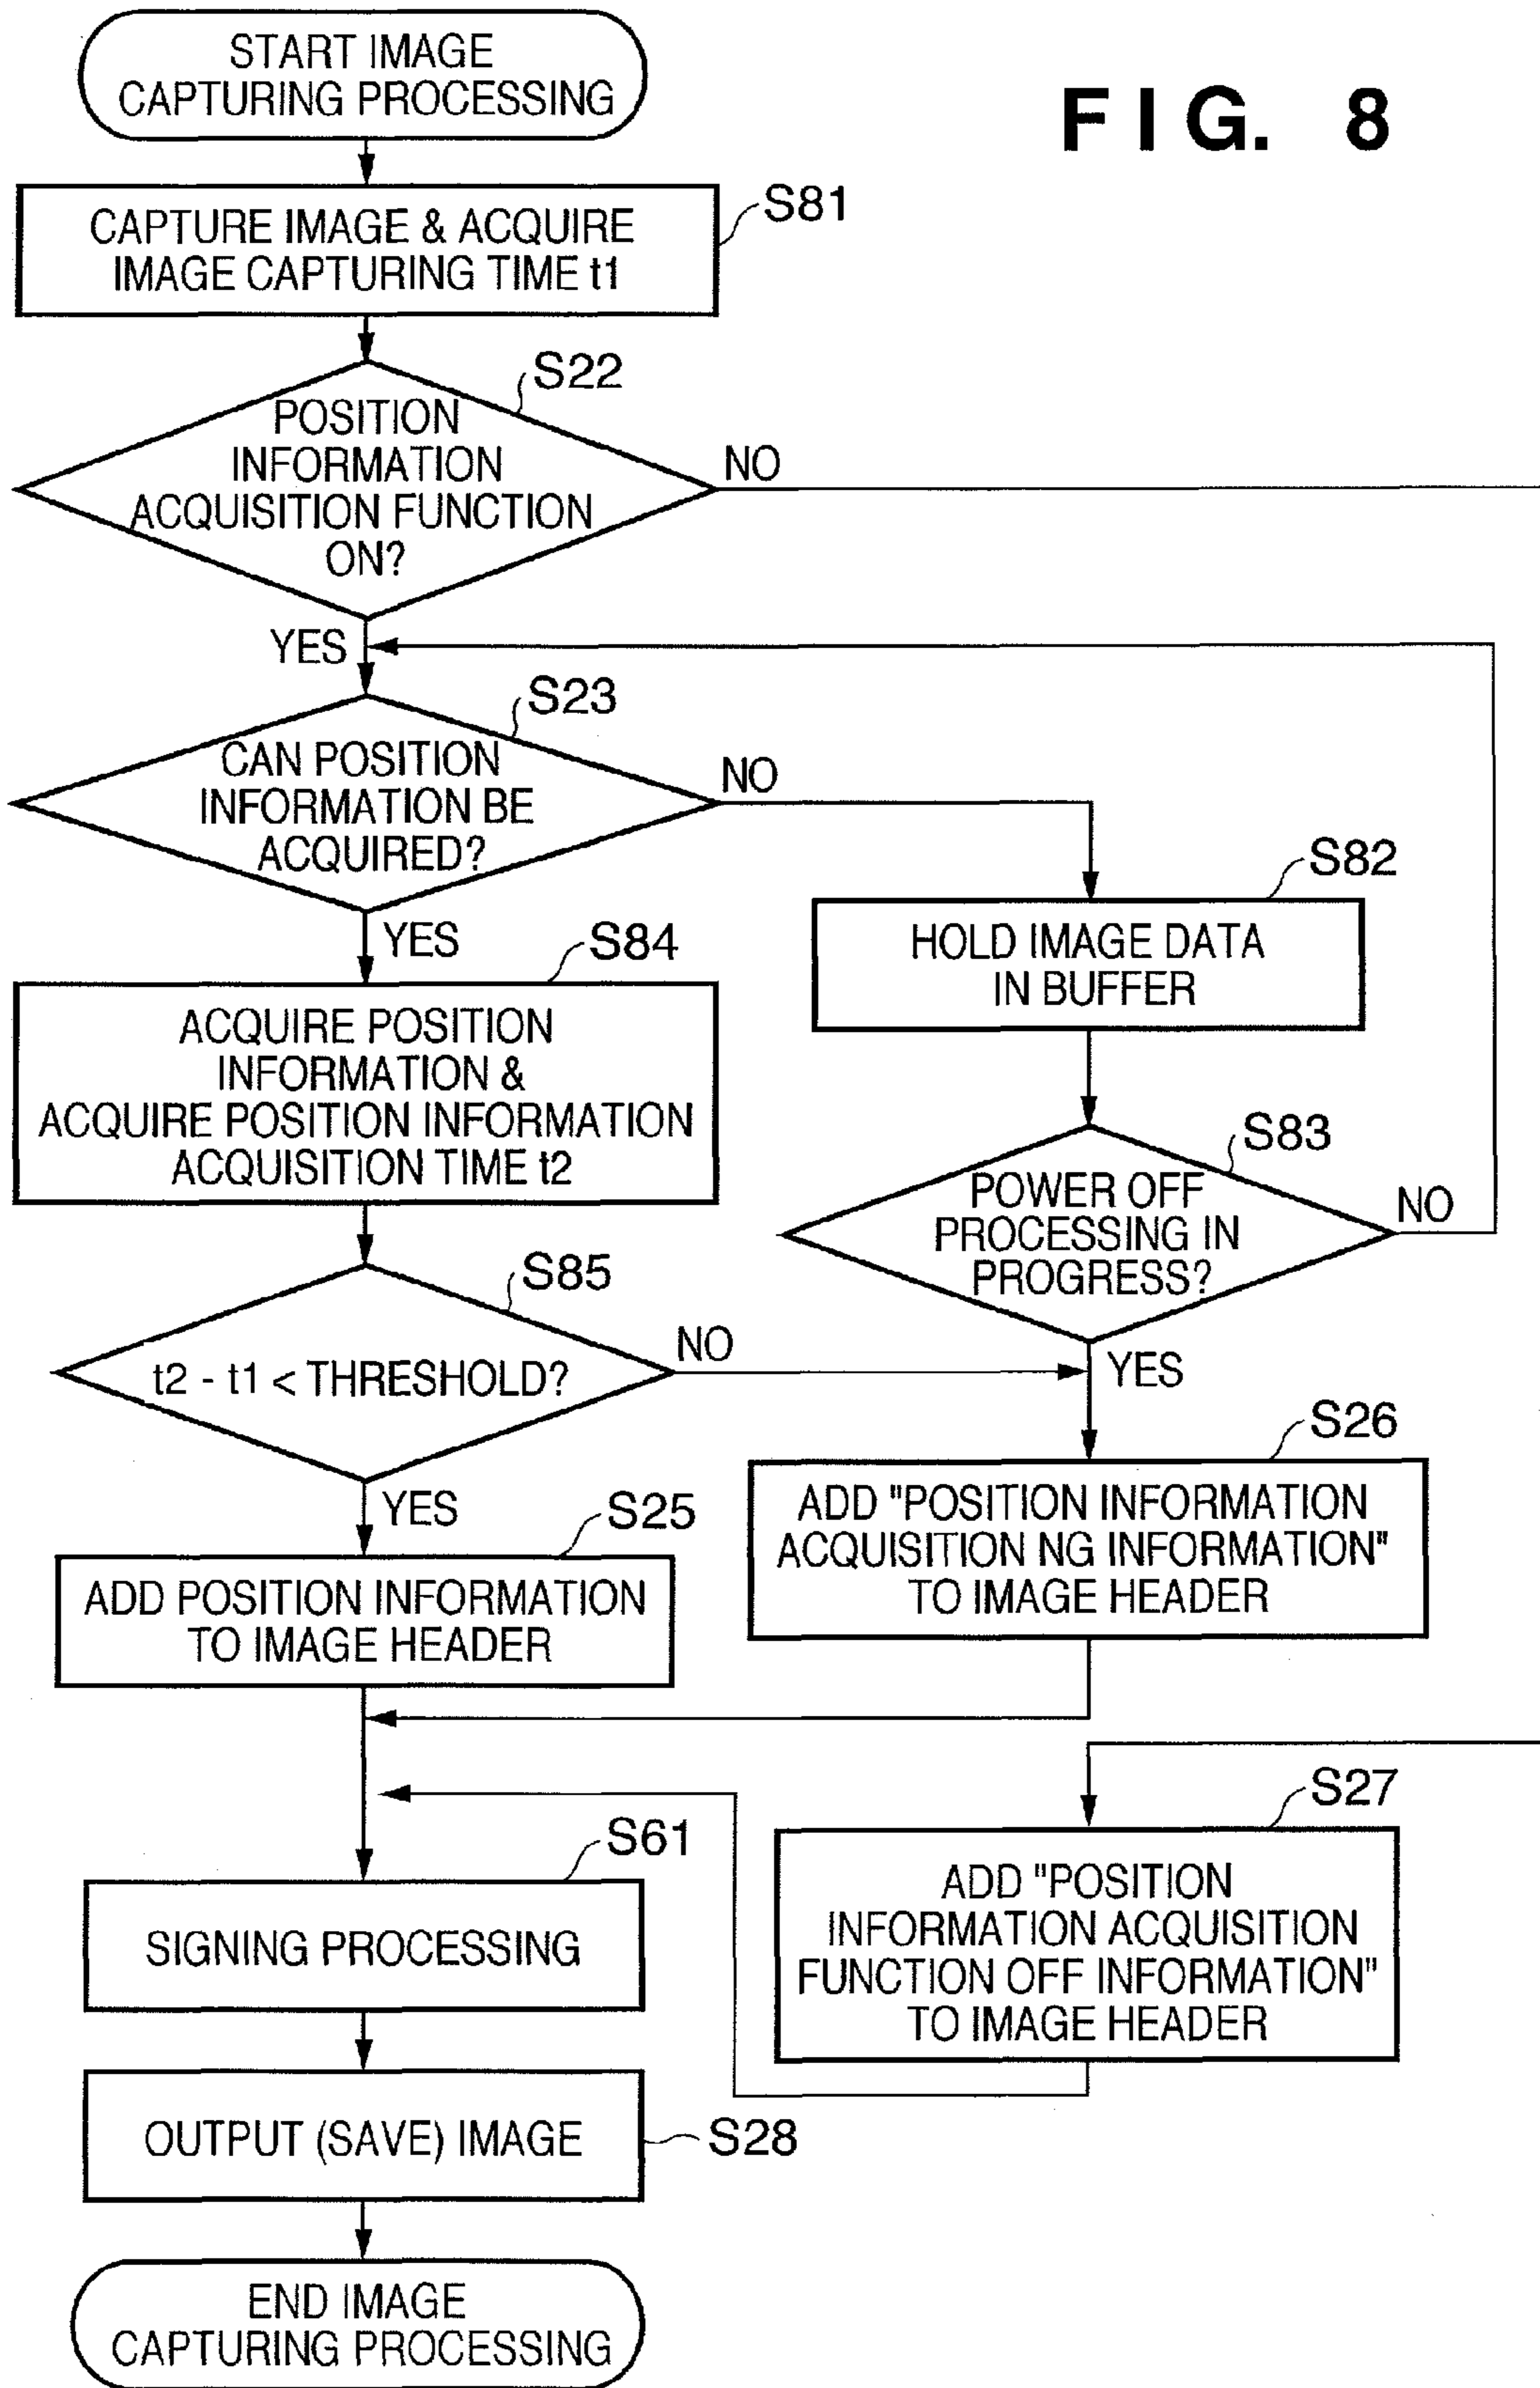 START IMAGE
CAPTURING PROCESSING
FIG. 8
S81
CAPTURE IMAGE & ACQUIRE
IMAGE CAPTURING TIME t1
S22
POSITION
INFORMATION
ACQUISITION FUNCTION
ON?
NO
YES
S23
CAN POSITION
INFORMATION BE
ACQUIRED?
NO
YES
S82
HOLD IMAGE DATA
IN BUFFER
S84
ACQUIRE POSITION
INFORMATION &
ACQUIRE POSITION INFORMATION
ACQUISITION TIME t2
S83
POWER OFF
PROCESSING IN
PROGRESS?
NO
YES
S85
t2 - t1 < THRESHOLD?
NO
YES
S26
ADD "POSITION INFORMATION
ACQUISITION NG INFORMATION"
TO IMAGE HEADER
S25
ADD POSITION INFORMATION
TO IMAGE HEADER
S27
ADD "POSITION
INFORMATION ACQUISITION
FUNCTION OFF INFORMATION"
TO IMAGE HEADER
S61
SIGNING PROCESSING
OUTPUT (SAVE) IMAGE
S28
END IMAGE
CAPTURING PROCESSING